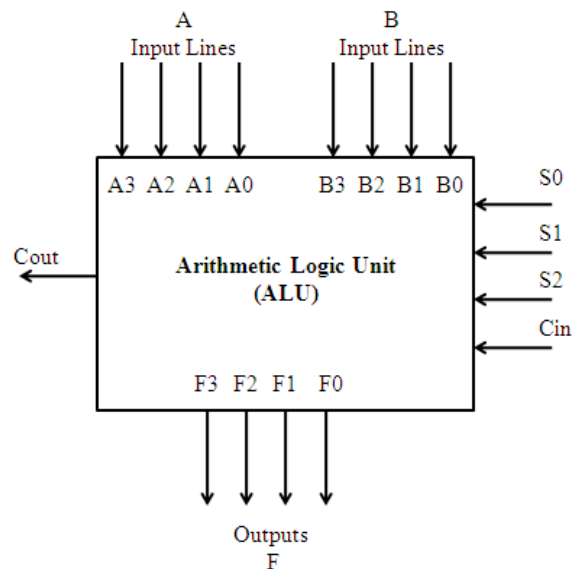 A B
Input Lines Input Lines
A3 A2 A1 A0 B3 B2 B1 B0
S0
S1
Cout
Arithmetic Logic Unit
(ALU)
S2
Cin
F3 F2 F1 F0
Outputs
F